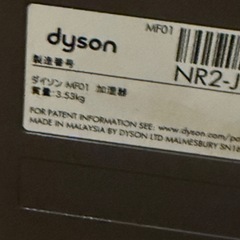 dyson
MF01
製造番号
NR2-J
ダイソン MF01 加湿器
質量: 3.53kg
FOR PATENT INFORMATION SEE: www.dyson.com/pa
MADE IN MALAYSIA BY DYSON LTD MALMESBURY SN16